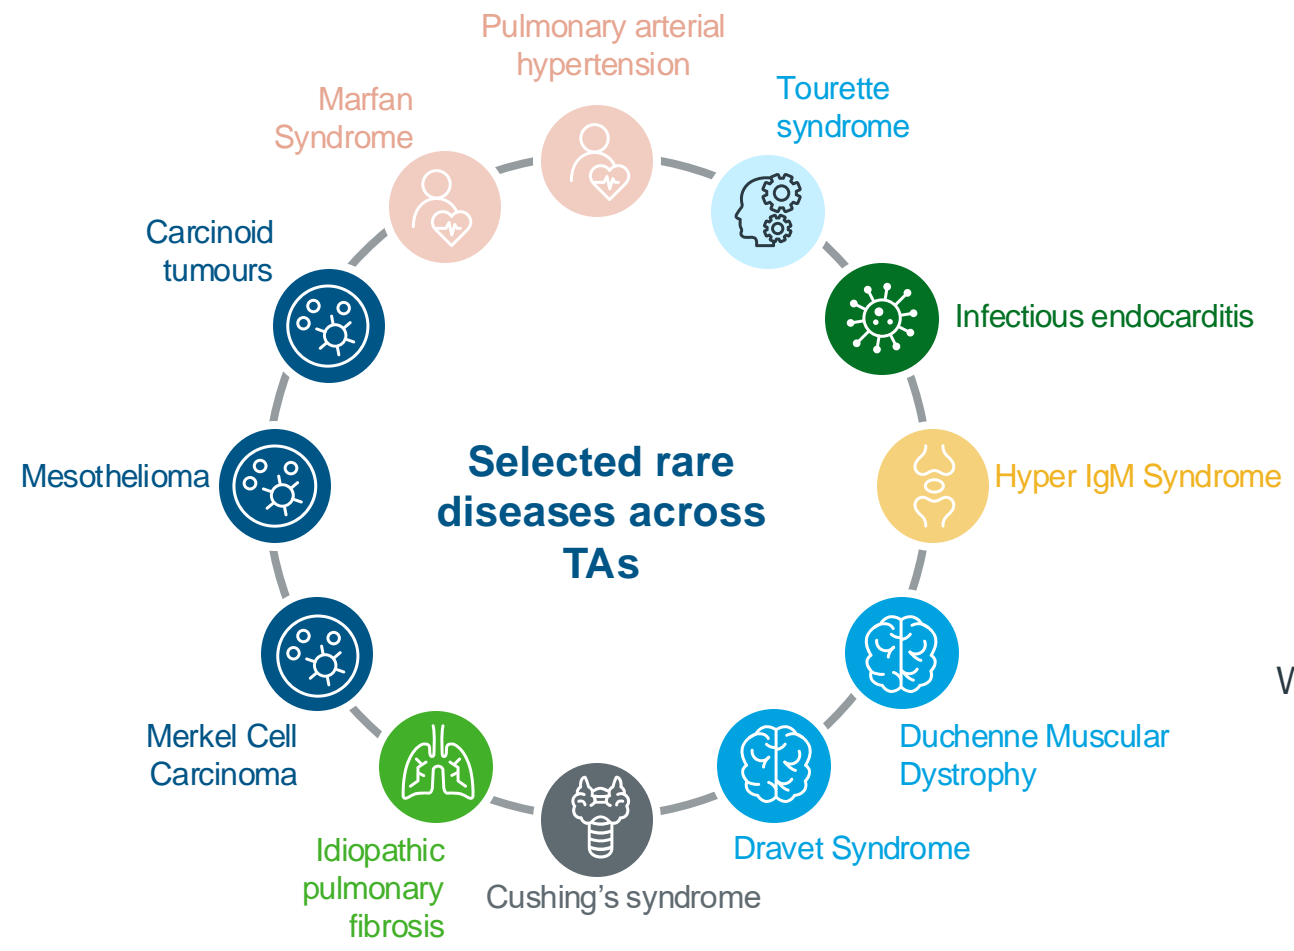 Pulmonary arterial
hypertension
Tourette
syndrome
Marfan
Syndrome
Carcinoid
tumours
Infectious endocarditis
Selected rare
diseases across
TAs
Mesothelioma
Hyper IgM Syndrome
Merkel Cell
Carcinoma
Duchenne Muscular
Dystrophy
Idiopathic
pulmonary
fibrosis
Dravet Syndrome
Cushing’s syndrome